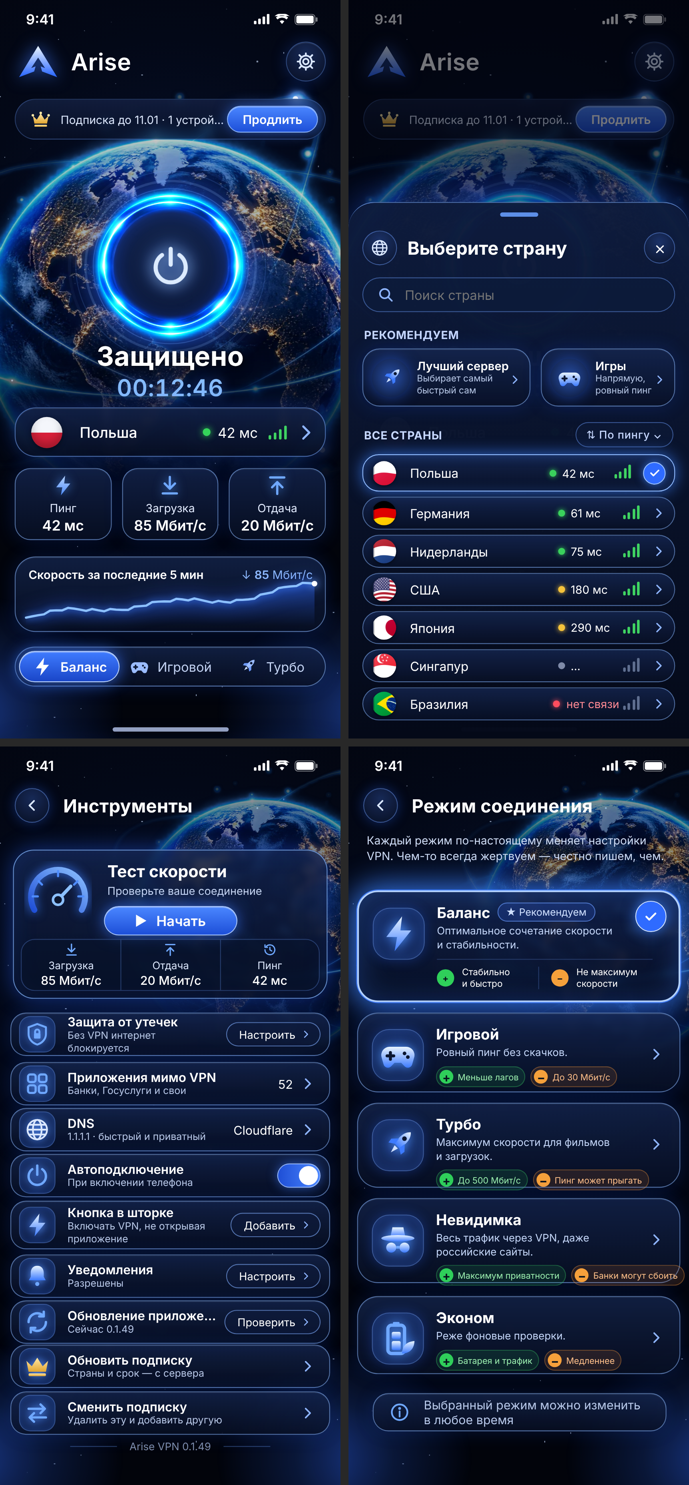 9:41
Arise
Подписка до 11.01 · 1 устрой...
Продлить
Защищено
00:12:46
Польша
42 мс
Пинг
42 мс
Загрузка
85 Мбит/с
Отдача
20 Мбит/с
Скорость за последние 5 мин
↓ 85 Мбит/с
Баланс
Игровой
Турбо
9:41
Arise
Подписка до 11.01 · 1 устрой...
Продлить
Выберите страну
Поиск страны
РЕКОМЕНДУЕМ
Лучший сервер
Выбирает самый
быстрый сам
Игры
Напрямую,
ровный пинг
ВСЕ СТРАНЫ
⇅ По пингу
Польша
42 мс
Германия
61 мс
Нидерланды
75 мс
США
180 мс
Япония
290 мс
Сингапур
...
Бразилия
нет связи
9:41
Инструменты
Тест скорости
Проверьте ваше соединение
Начать
Загрузка
85 Мбит/с
Отдача
20 Мбит/с
Пинг
42 мс
Защита от утечек
Без VPN интернет
блокируется
Настроить
Приложения мимо VPN
Банки, Госуслуги и свои
52
DNS
1.1.1.1 · быстрый и приватный
Cloudflare
Автоподключение
При включении телефона
Кнопка в шторке
Включать VPN, не открывая
приложение
Добавить
Уведомления
Разрешены
Настроить
Обновление приложе...
Сейчас 0.1.49
Проверить
Обновить подписку
Страны и срок — с сервера
Сменить подписку
Удалить эту и добавить другую
Arise VPN 0.1.49
9:41
Режим соединения
Каждый режим по-настоящему меняет настройки
VPN. Чем-то всегда жертвуем — честно пишем, чем.
Баланс
★ Рекомендуем
Оптимальное сочетание скорости
и стабильности.
Стабильно
и быстро
Не максимум
скорости
Игровой
Ровный пинг без скачков.
Меньше лагов
До 30 Мбит/с
Турбо
Максимум скорости для фильмов
и загрузок.
До 500 Мбит/с
Пинг может прыгать
Невидимка
Весь трафик через VPN, даже
российские сайты.
Максимум приватности
Банки могут сбоить
Эконом
Реже фоновые проверки.
Батарея и трафик
Медленнее
Выбранный режим можно изменить
в любое время